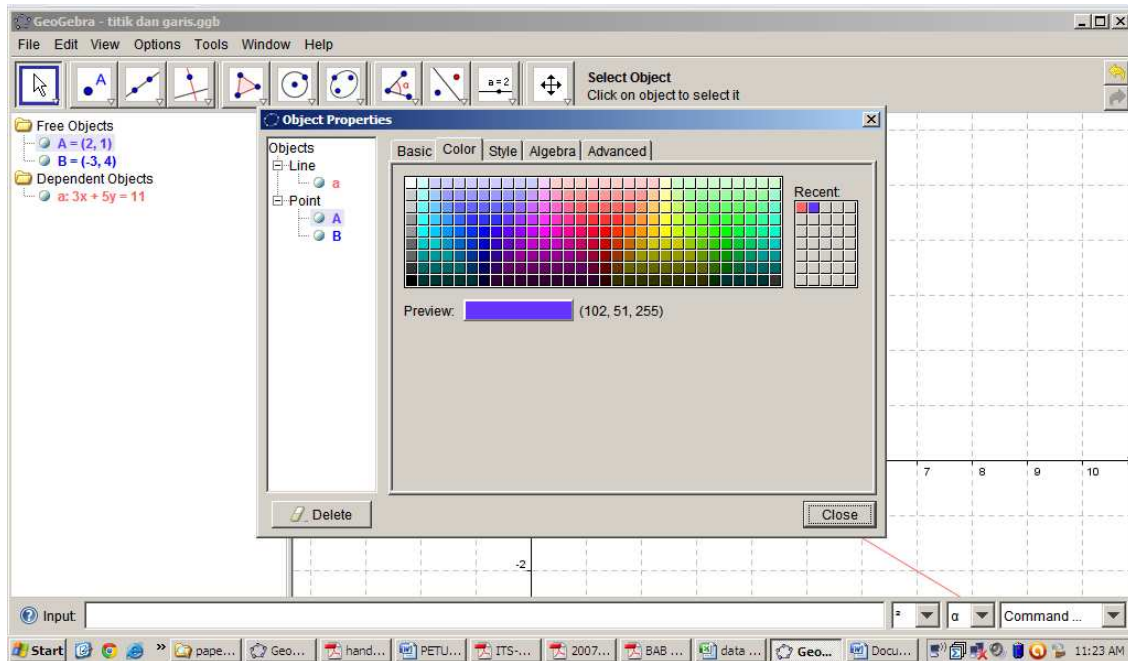 GeoGebra - titik dan garis.ggb
File Edit View Options Tools Window Help
A
α
a=2
Select Object
Click on object to select it
Free Objects
A = (2, 1)
B = (-3, 4)
Dependent Objects
a: 3x + 5y = 11
Object Properties
Objects
Line
a
Point
A
B
Basic Color Style Algebra Advanced
Recent
Preview: (102, 51, 255)
Delete
Close
7 8 9 10
-2
Input:
² α Command ...
Start » pape... Geo... hand... PETU... ITS-... 2007... BAB ... data ... Geo... Docu... 11:23 AM